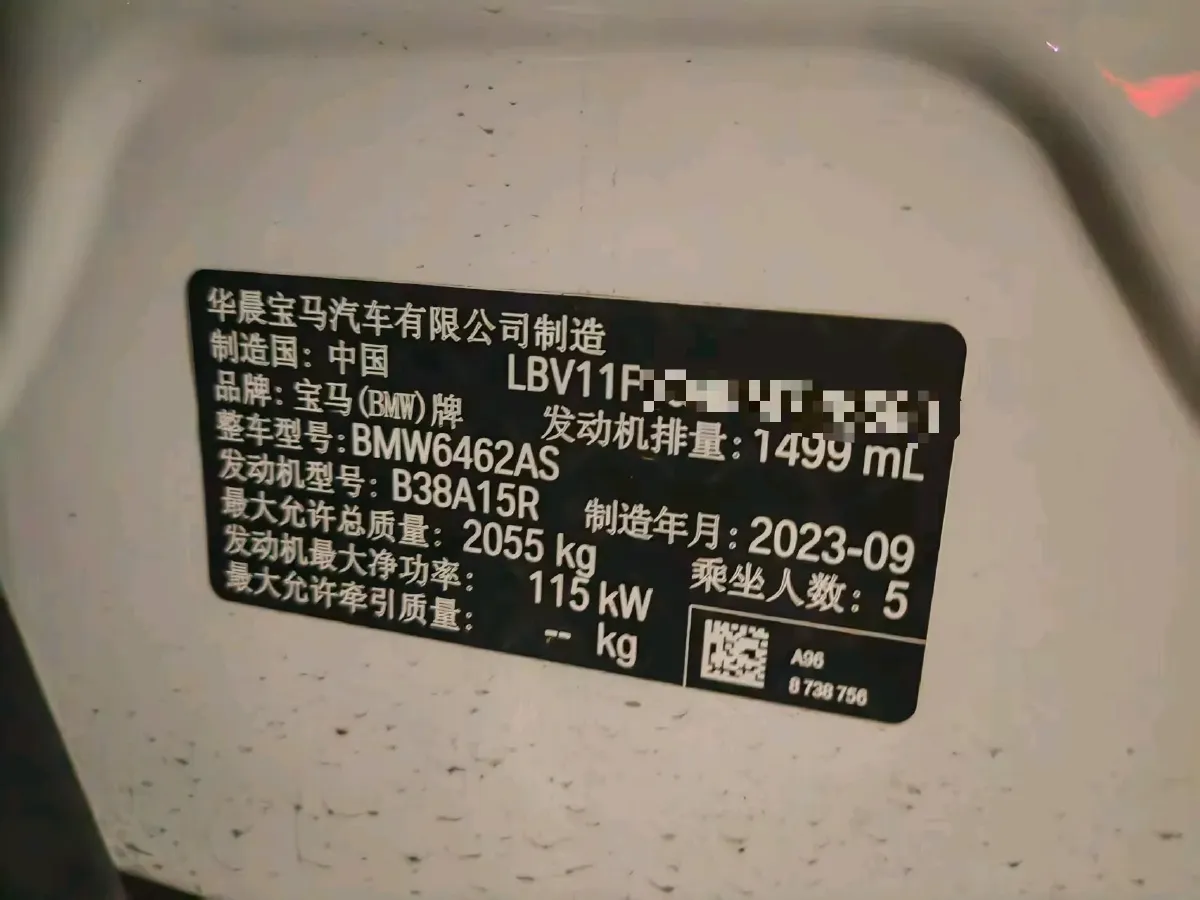 华晨宝马汽车有限公司制造
制造国：中国 LBV11F
品牌：宝马(BMW)牌 发动机排量：1499 mL
整车型号：BMW6462AS
发动机型号：B38A15R 制造年月：2023-09
最大允许总质量：2055 kg 乘坐人数：5
发动机最大净功率：115 kW
最大允许牵引质量：-- kg
A96
8 738 756